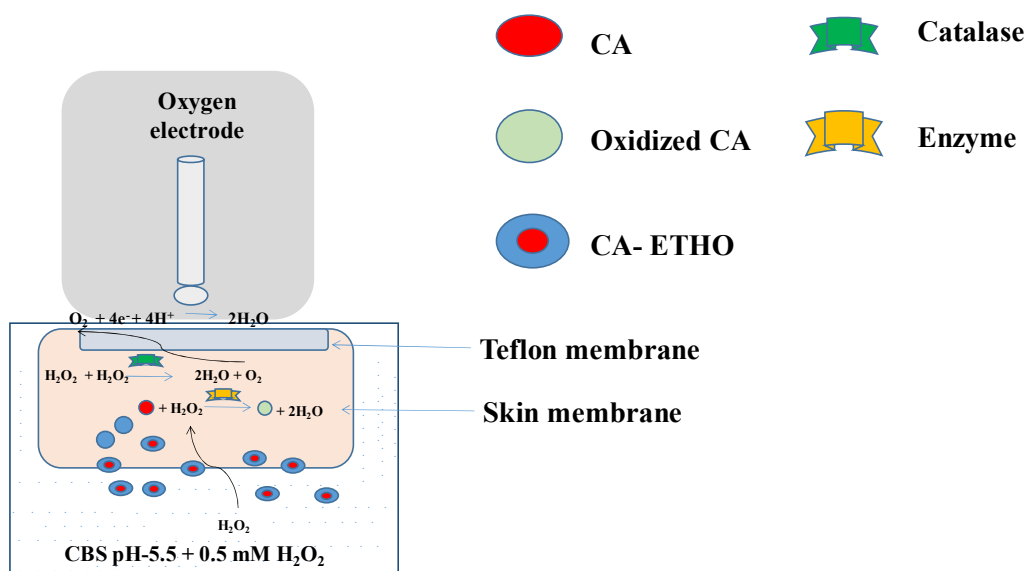 Oxygen
electrode
O₂ + 4e⁻+ 4H⁺ 2H₂O
H₂O₂ + H₂O₂ 2H₂O + O₂
+ H₂O₂ + 2H₂O
H₂O₂
CBS pH-5.5 + 0.5 mM H₂O₂
CA
Oxidized CA
CA- ETHO
Catalase
Enzyme
Teflon membrane
Skin membrane